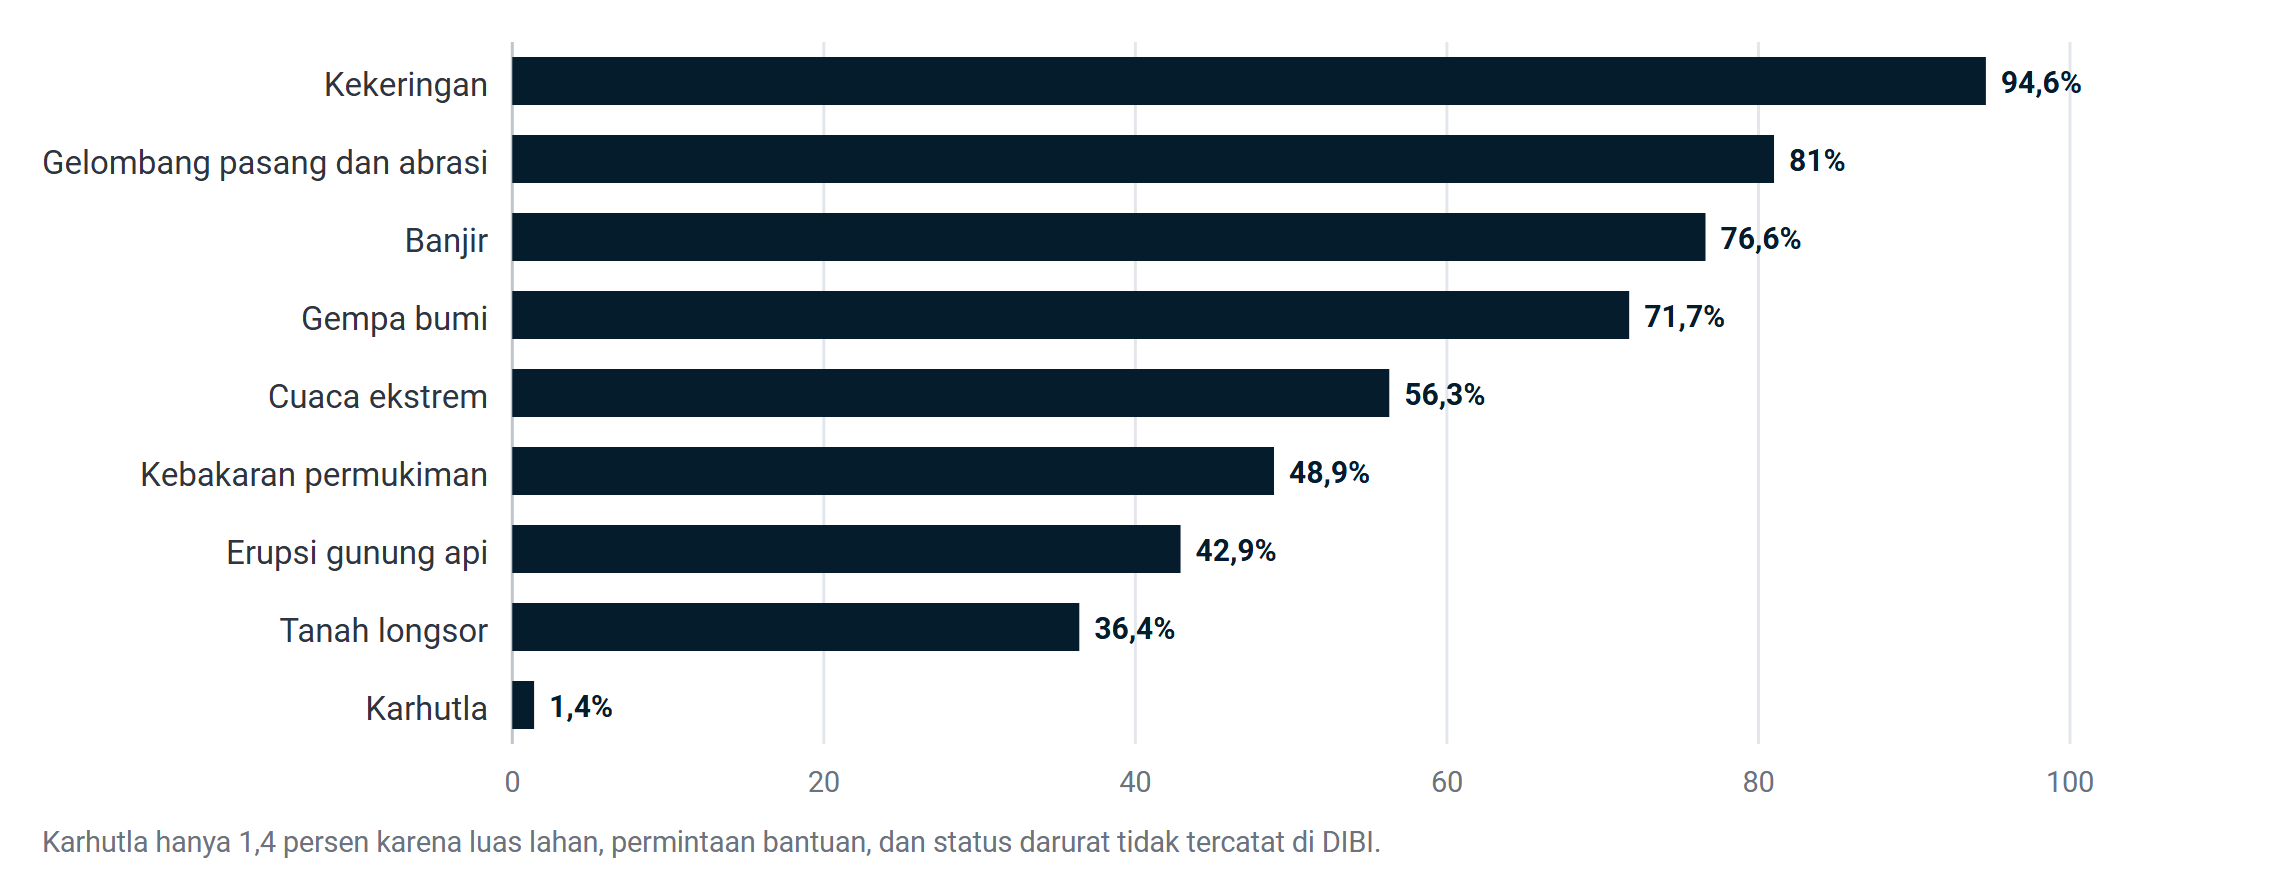 Kekeringan 94,6%
Gelombang pasang dan abrasi 81%
Banjir 76,6%
Gempa bumi 71,7%
Cuaca ekstrem 56,3%
Kebakaran permukiman 48,9%
Erupsi gunung api 42,9%
Tanah longsor 36,4%
Karhutla 1,4%
0 20 40 60 80 100
Karhutla hanya 1,4 persen karena luas lahan, permintaan bantuan, dan status darurat tidak tercatat di DIBI.